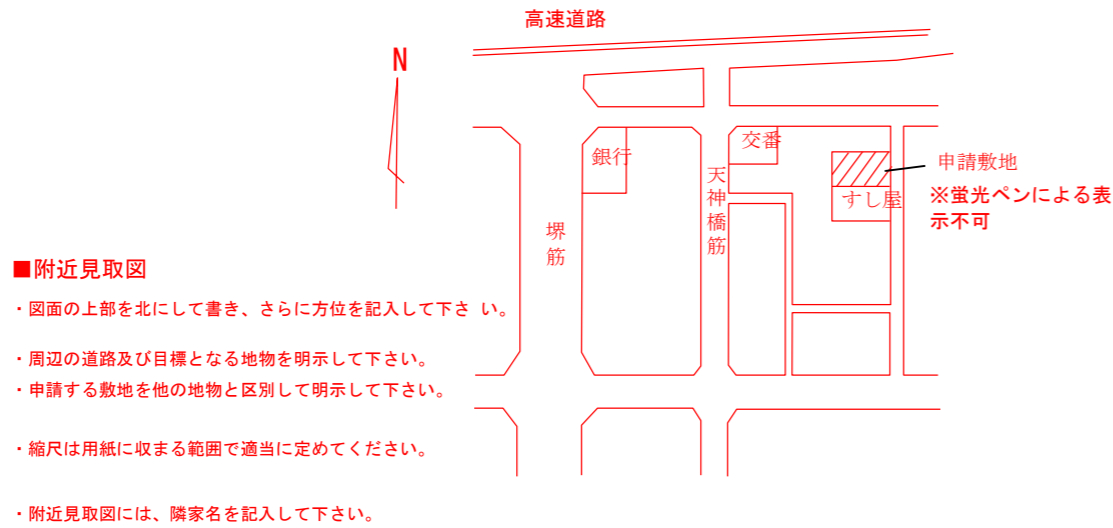 高速道路
N
銀行
交番
天神橋筋
申請敷地
すし屋
※蛍光ペンによる表
示不可
堺筋
■附近見取図
・図面の上部を北にして書き、さらに方位を記入して下さ い。
・周辺の道路及び目標となる地物を明示して下さい。
・申請する敷地を他の地物と区別して明示して下さい。
・縮尺は用紙に収まる範囲で適当に定めてください。
・附近見取図には、隣家名を記入して下さい。